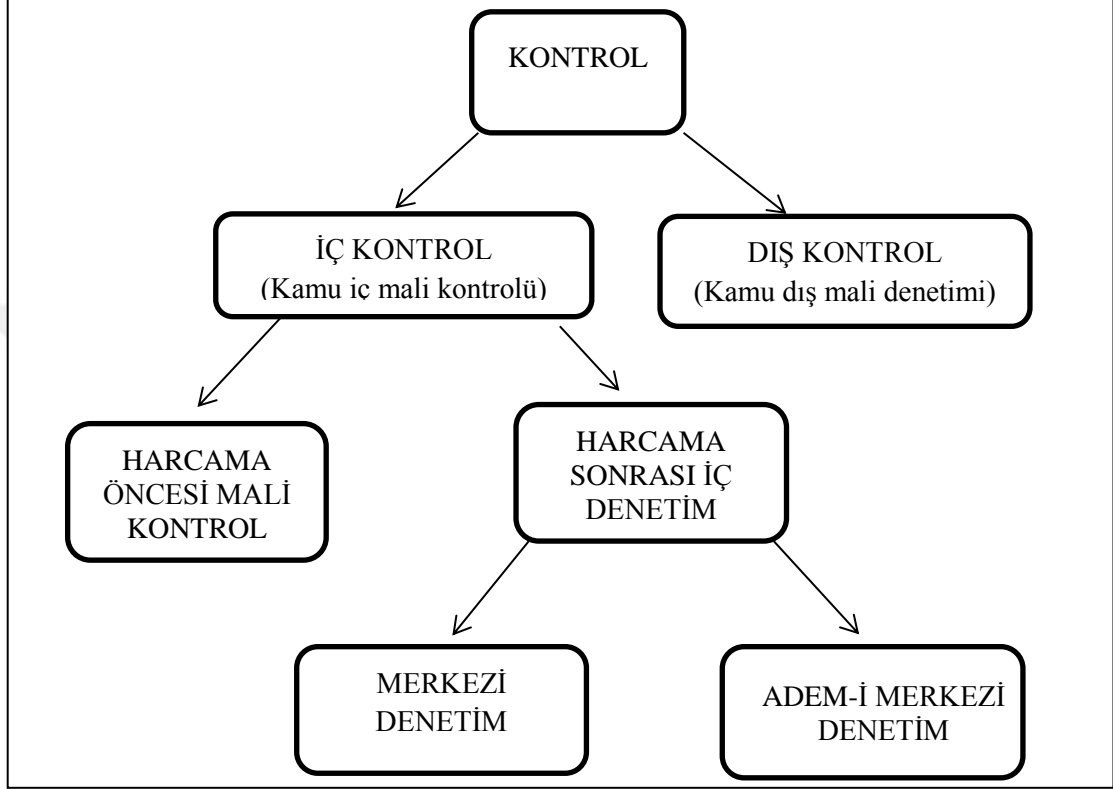 KONTROL
İÇ KONTROL
(Kamu iç mali kontrolü)
DIŞ KONTROL
(Kamu dış mali denetimi)
HARCAMA
ÖNCESİ MALİ
KONTROL
HARCAMA
SONRASI İÇ
DENETİM
MERKEZİ
DENETİM
ADEM-İ MERKEZİ
DENETİM